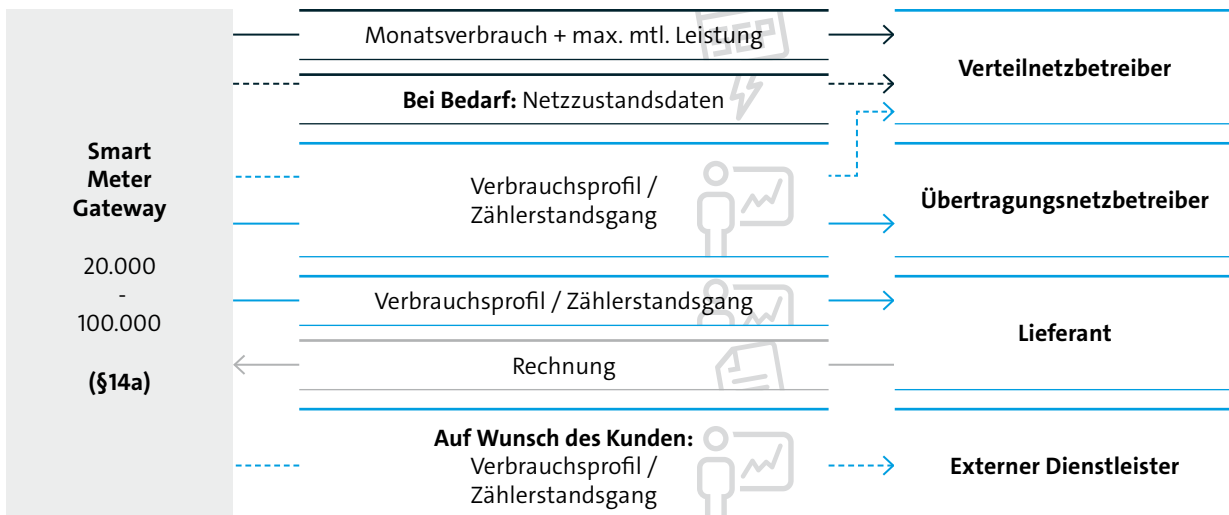 Smart
Meter
Gateway
20.000
-
100.000
(§14a)
Monatsverbrauch + max. mtl. Leistung
Bei Bedarf: Netzzustandsdaten
Verbrauchsprofil /
Zählerstandsgang
Verbrauchsprofil / Zählerstandsgang
Rechnung
Auf Wunsch des Kunden:
Verbrauchsprofil /
Zählerstandsgang
Verteilnetzbetreiber
Übertragungsnetzbetreiber
Lieferant
Externer Dienstleister